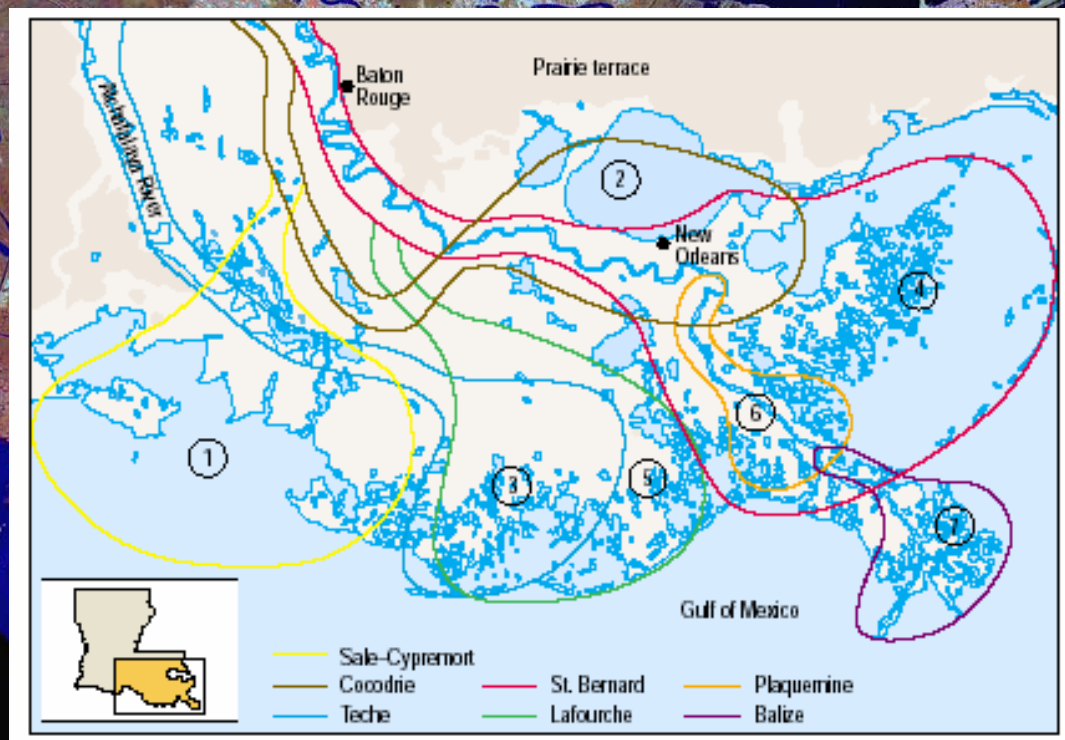 Baton
Rouge
Prairie terrace
Atchafalaya River
2
New
Orleans
4
6
1
3
5
7
Gulf of Mexico
Sale-Cypremort
Cocodrie
St. Bernard
Plaquemine
Teche
Lafourche
Balize